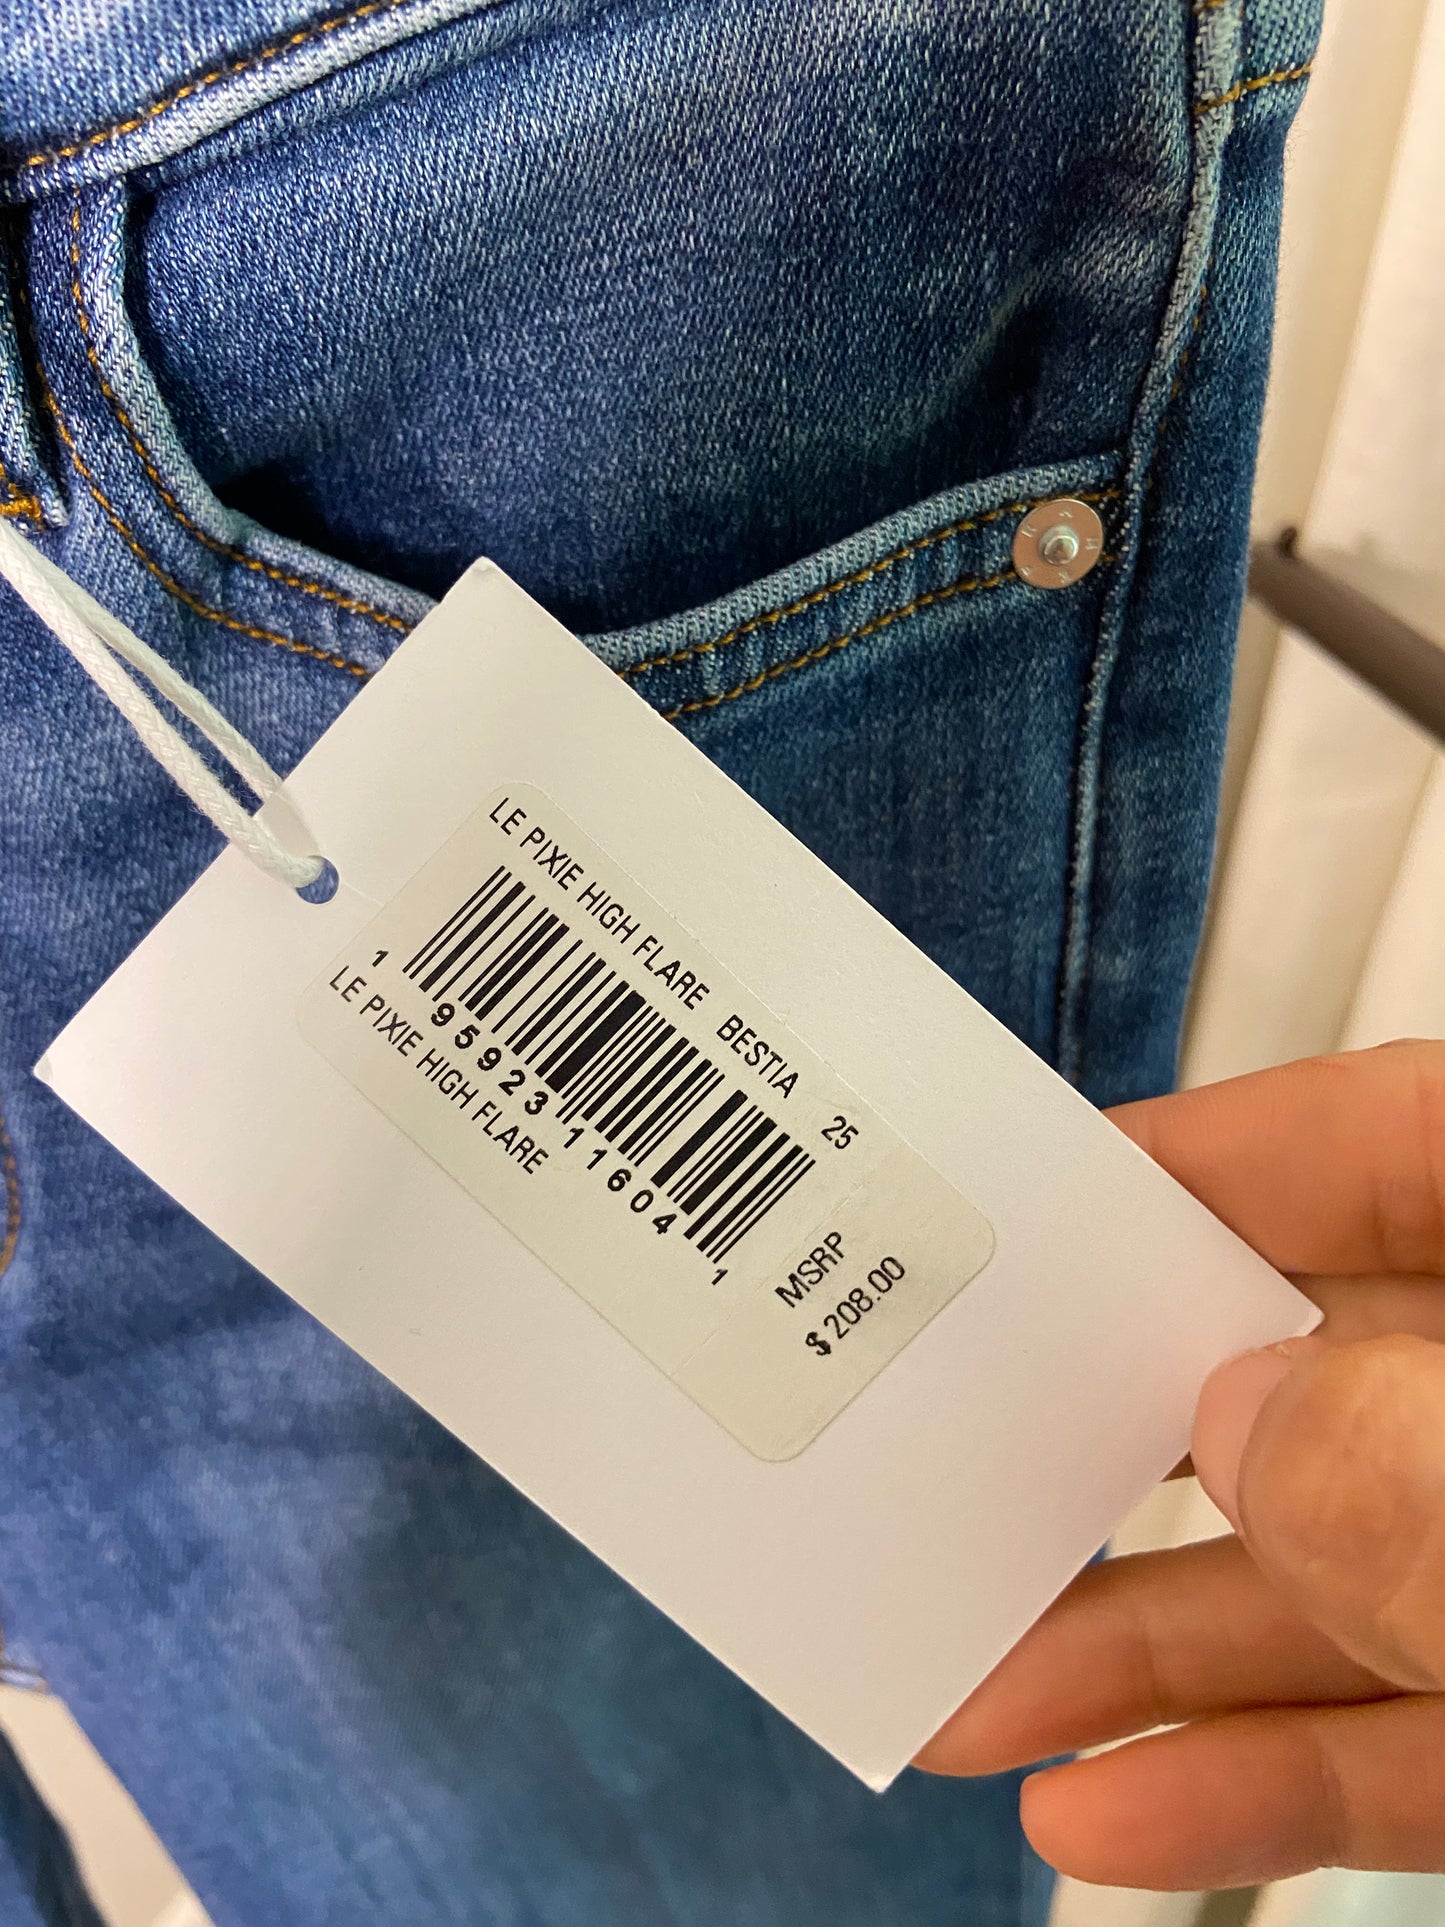 LE PIXIE HIGH FLARE BESTIA 25
1 95923 11604 1
LE PIXIE HIGH FLARE
MSRP
$208.00